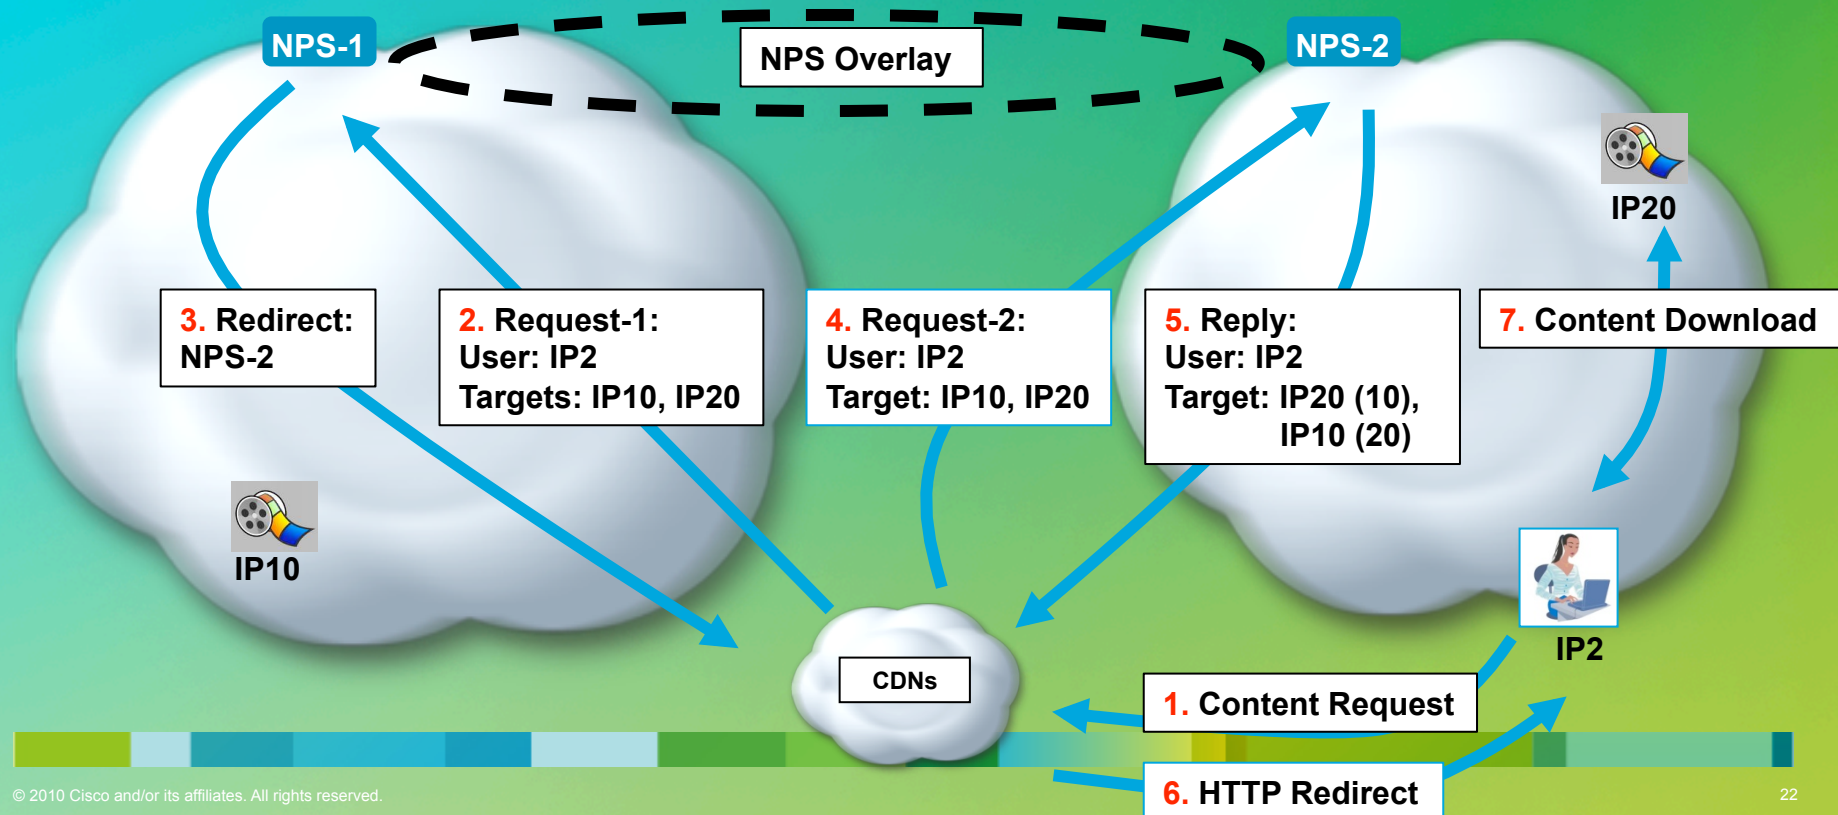 NPS-1
NPS Overlay
NPS-2
IP20
3. Redirect:
NPS-2
2. Request-1:
User: IP2
Targets: IP10, IP20
4. Request-2:
User: IP2
Target: IP10, IP20
5. Reply:
User: IP2
Target: IP20 (10),
IP10 (20)
7. Content Download
IP10
IP2
CDNs
1. Content Request
6. HTTP Redirect
© 2010 Cisco and/or its affiliates. All rights reserved.
22